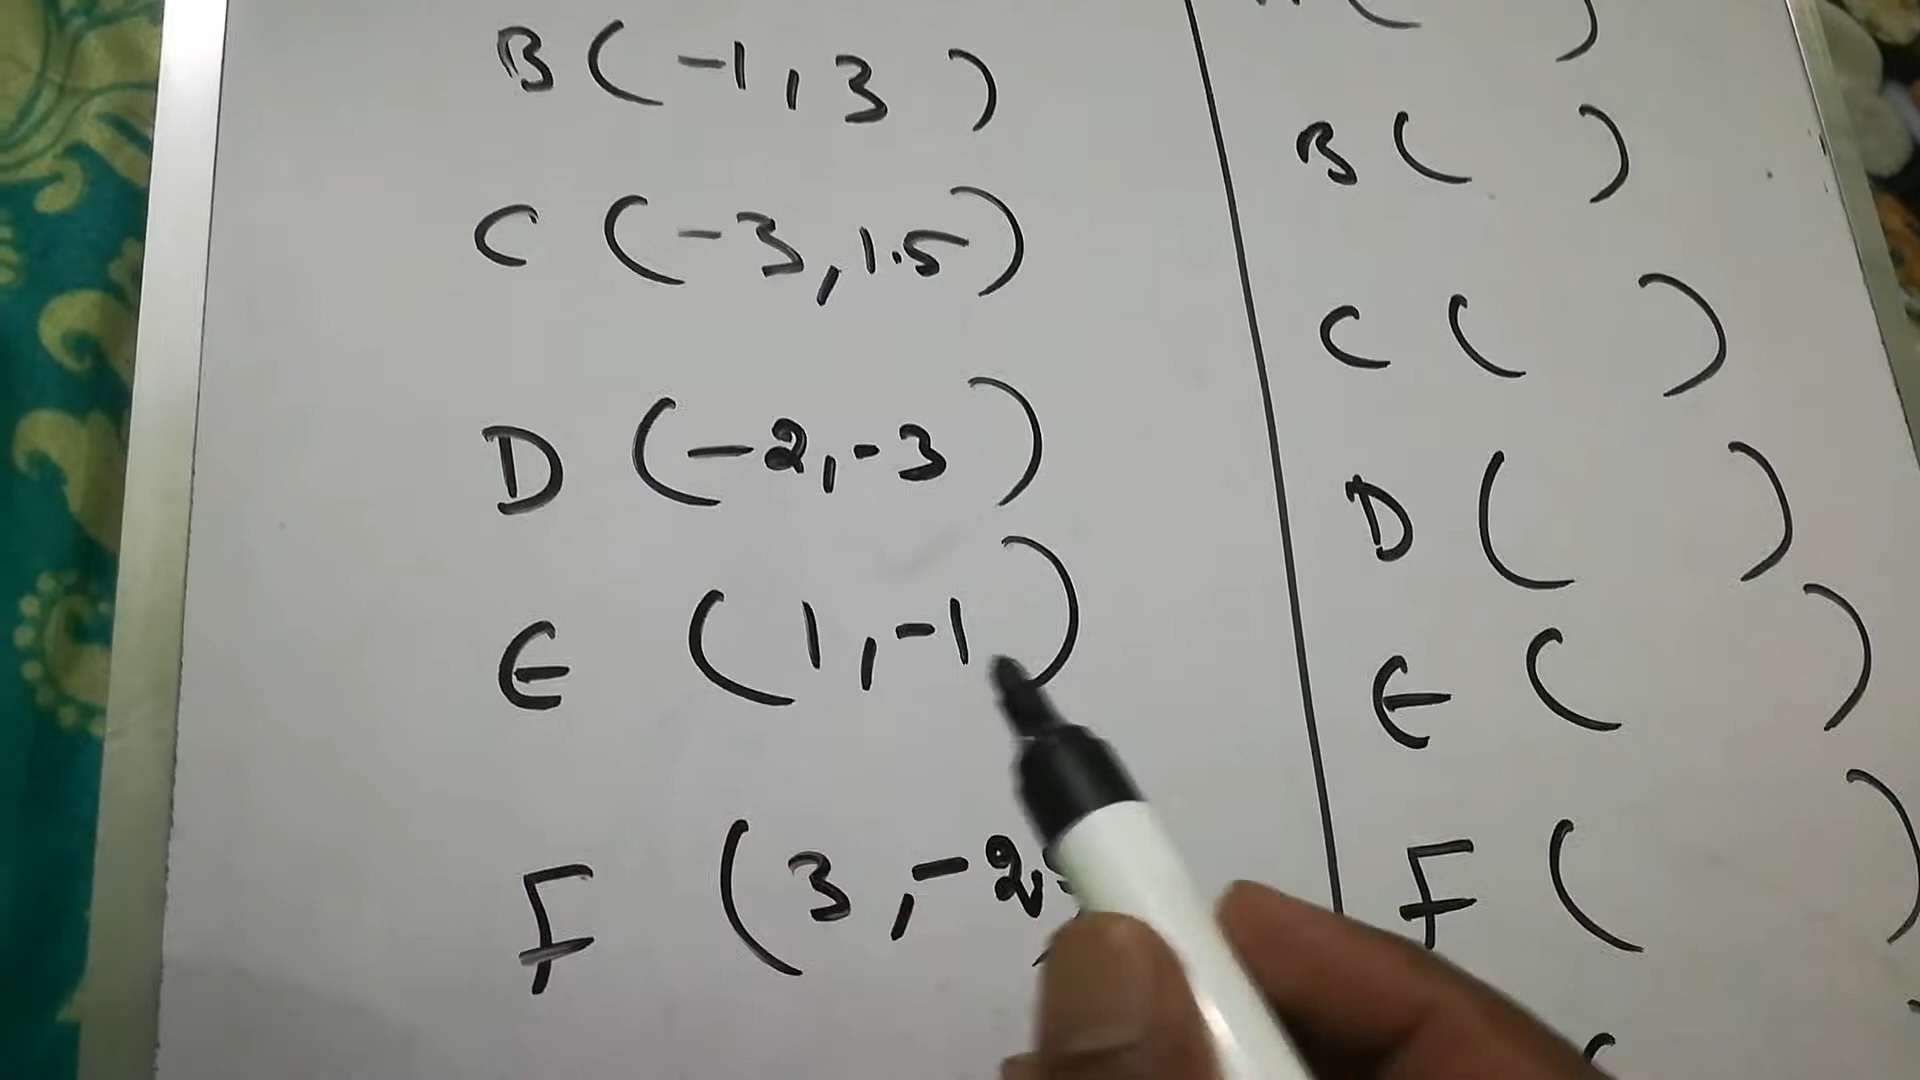 B ( -1 , 3 )
C ( -3 , 1.5 )
D ( -2 , -3 )
E ( 1 , -1 )
F ( 3 , -2
( )
B ( )
C ( )
D ( )
E ( )
F ( )
(